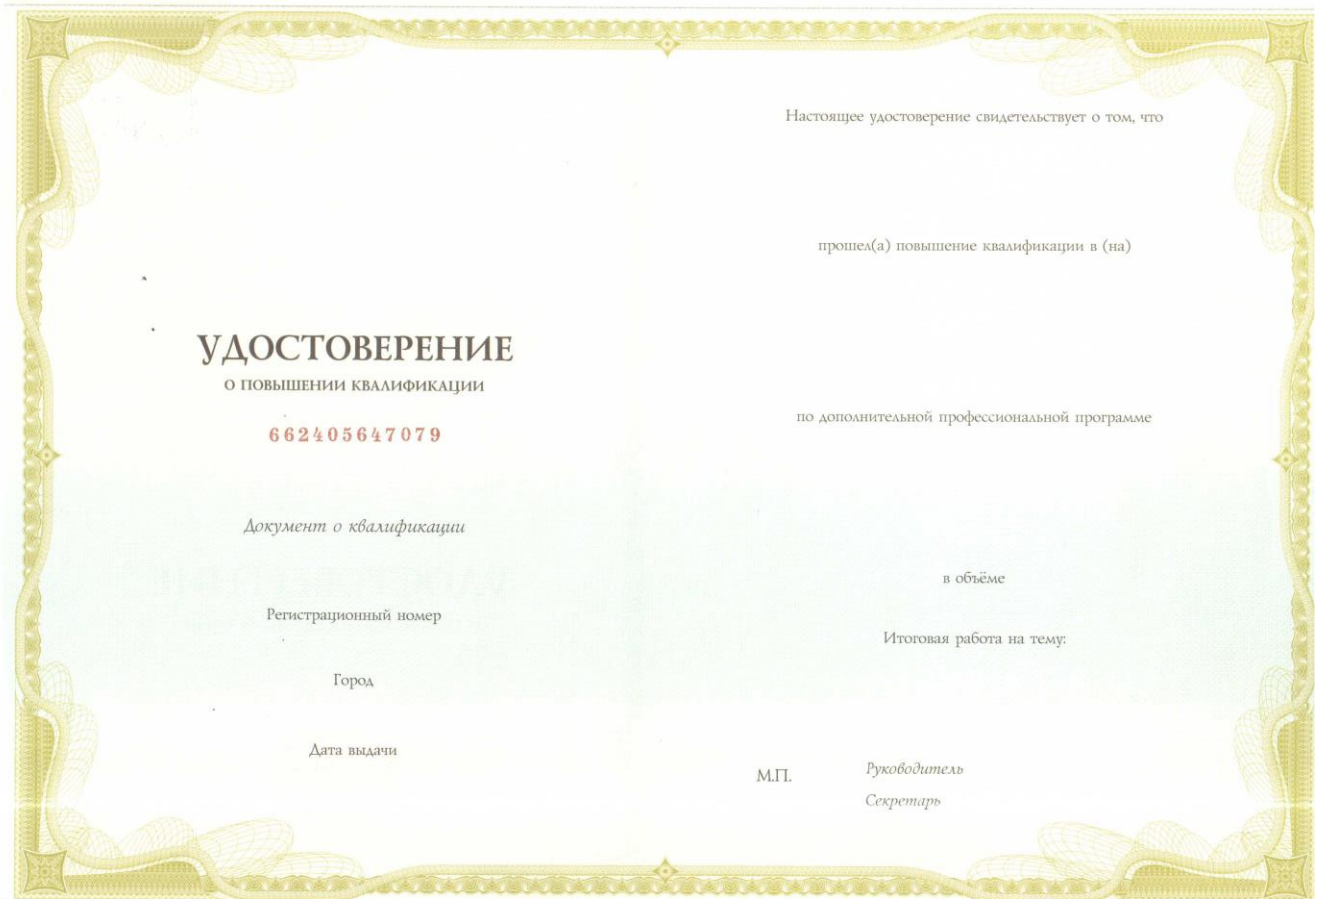 УДОСТОВЕРЕНИЕ
О ПОВЫШЕНИИ КВАЛИФИКАЦИИ
662405647079
Документ о квалификации
Регистрационный номер
Город
Дата выдачи
Настоящее удостоверение свидетельствует о том, что
прошел(а) повышение квалификации в (на)
по дополнительной профессиональной программе
в объёме
Итоговая работа на тему:
М.П.
Руководитель
Секретарь